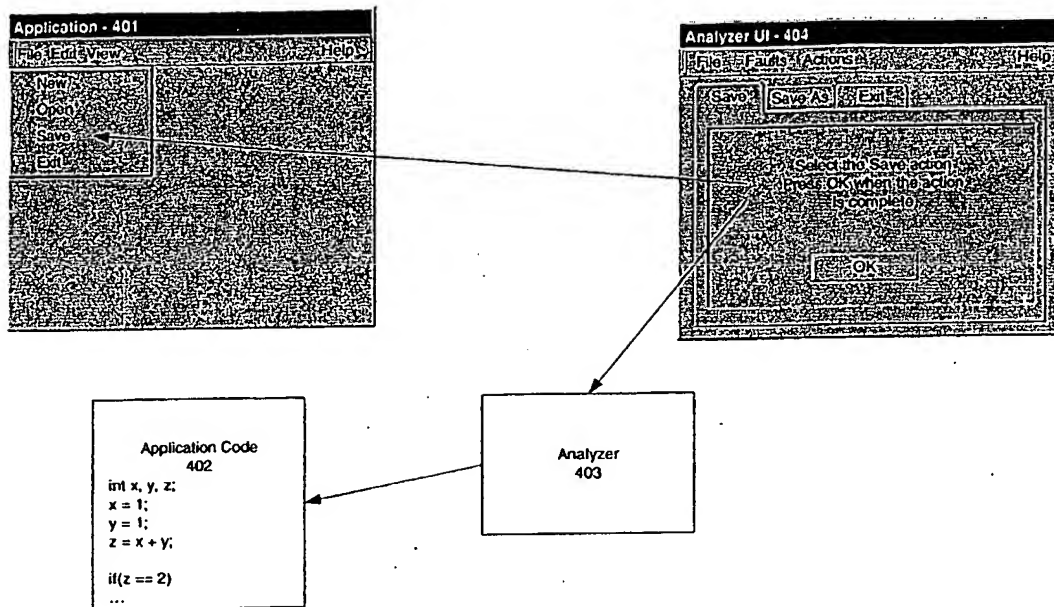 Application - 401
File Edit View Help
New
Open
Save
Exit
Analyzer UI - 404
File Faults Actions Help
Save Save As Exit
Select the Save action.
Press OK when the action
is complete.
OK
Application Code
402
int x, y, z;
x = 1;
y = 1;
z = x + y;
if(z == 2)
...
Analyzer
403